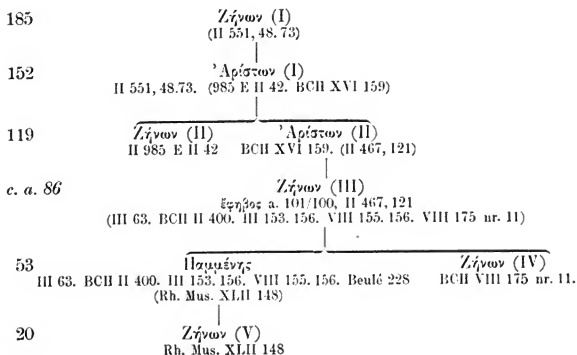 185 Ζήνων (I)
(II 551, 48. 73)
152 Ἀρίστων (I)
II 551, 48.73. (985 E II 42. BCH XVI 159)
119 Ζήνων (II) Ἀρίστων (II)
II 985 E II 42 BCH XVI 159. (II 467, 121)
c. a. 86 Ζήνων (III)
ἔφηβος a. 101/100, II 467, 121
(III 63. BCH II 400. III 153. 156. VIII 155. 156. VIII 175 nr. 11)
53 Παμμένης Ζήνων (IV)
III 63. BCH II 400. III 153. 156. VIII 155. 156. Beulé 228 BCH VIII 175 nr. 11.
(Rh. Mus. XLII 148)
20 Ζήνων (V)
Rh. Mus. XLII 148